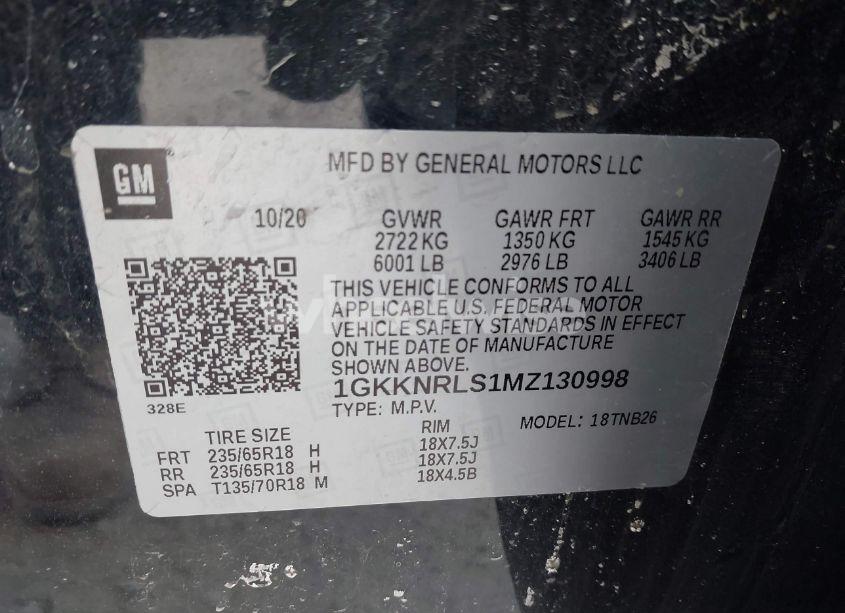 GM
MFD BY GENERAL MOTORS LLC
10/20 GVWR GAWR FRT GAWR RR
2722 KG 1350 KG 1545 KG
6001 LB 2976 LB 3406 LB
THIS VEHICLE CONFORMS TO ALL
APPLICABLE U.S. FEDERAL MOTOR
VEHICLE SAFETY STANDARDS IN EFFECT
ON THE DATE OF MANUFACTURE
SHOWN ABOVE.
1GKKNRLS1MZ130998
328E
TYPE: M.P.V. MODEL: 18TNB26
TIRE SIZE RIM
FRT 235/65R18 H 18X7.5J
RR 235/65R18 H 18X7.5J
SPA T135/70R18 M 18X4.5B